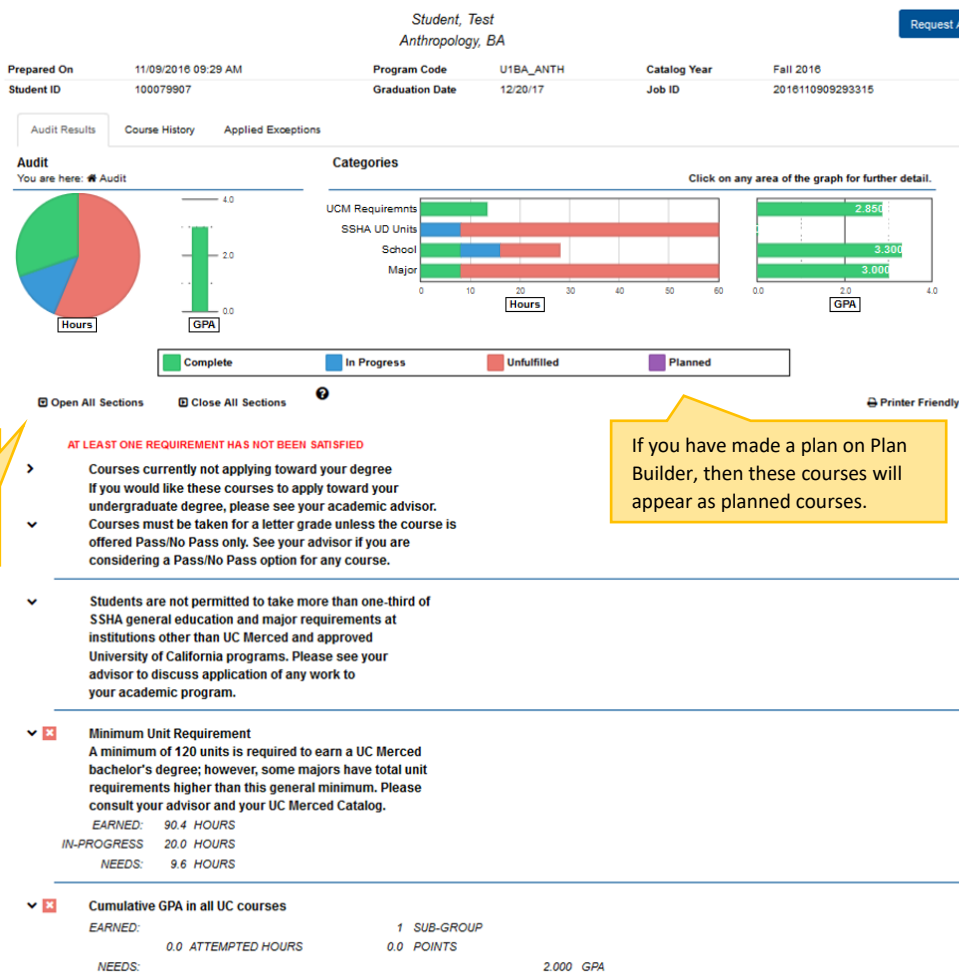 Student, Test
Anthropology, BA
Request A
Prepared On 11/09/2016 09:29 AM Program Code U1BA_ANTH Catalog Year Fall 2016
Student ID 100079907 Graduation Date 12/20/17 Job ID 2016110909293315
Audit Results Course History Applied Exceptions
Audit
You are here: Audit
Categories
Click on any area of the graph for further detail.
4.0
2.0
0.0
Hours
GPA
UCM Requiremnts
SSHA UD Units
School
Major
0 10 20 30 40 50 60
Hours
2.850
3.300
3.000
0.0 2.0 4.0
GPA
Complete In Progress Unfulfilled Planned
Open All Sections Close All Sections ?
Printer Friendly
If you have made a plan on Plan
Builder, then these courses will
appear as planned courses.
AT LEAST ONE REQUIREMENT HAS NOT BEEN SATISFIED
Courses currently not applying toward your degree
If you would like these courses to apply toward your
undergraduate degree, please see your academic advisor.
Courses must be taken for a letter grade unless the course is
offered Pass/No Pass only. See your advisor if you are
considering a Pass/No Pass option for any course.
Students are not permitted to take more than one-third of
SSHA general education and major requirements at
institutions other than UC Merced and approved
University of California programs. Please see your
advisor to discuss application of any work to
your academic program.
Minimum Unit Requirement
A minimum of 120 units is required to earn a UC Merced
bachelor's degree; however, some majors have total unit
requirements higher than this general minimum. Please
consult your advisor and your UC Merced Catalog.
EARNED: 90.4 HOURS
IN-PROGRESS 20.0 HOURS
NEEDS: 9.6 HOURS
Cumulative GPA in all UC courses
EARNED: 1 SUB-GROUP
0.0 ATTEMPTED HOURS 0.0 POINTS
NEEDS: 2.000 GPA